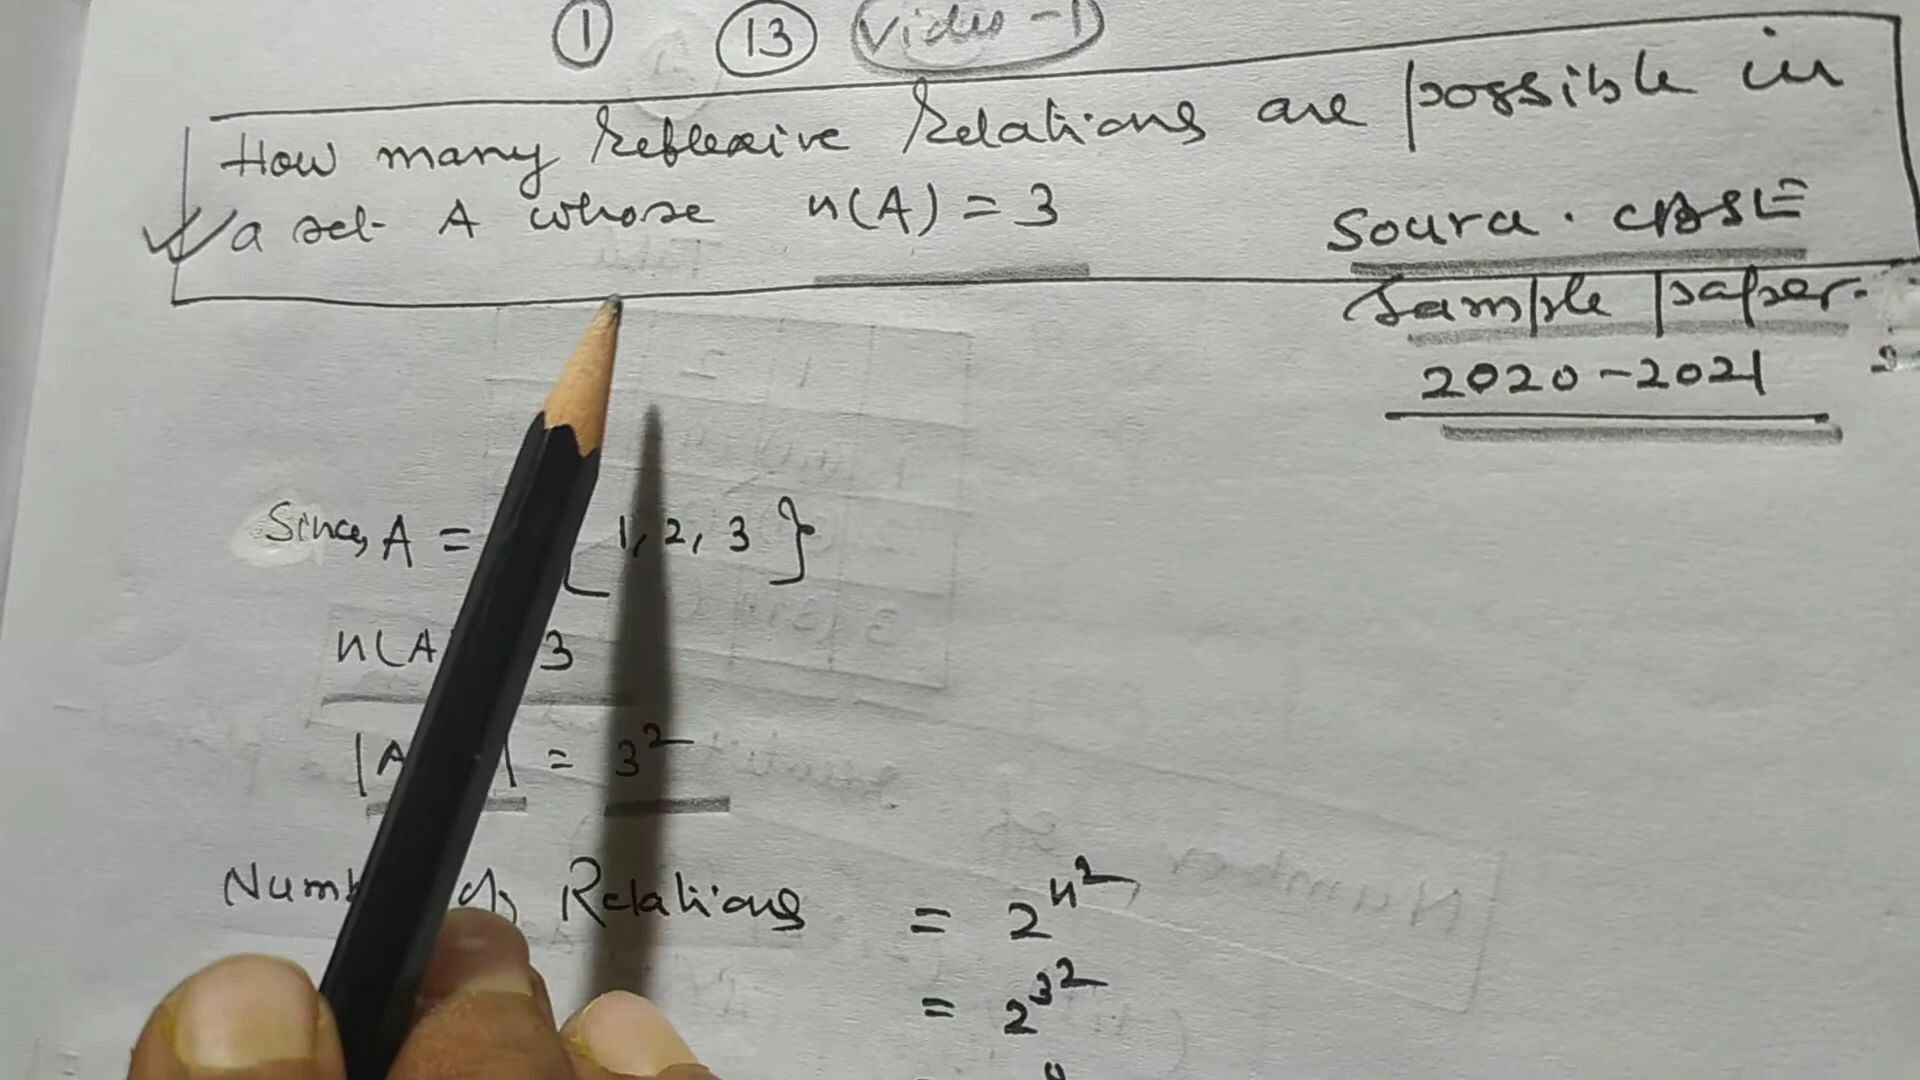 1 13 Video-1
How many reflexive relations are possible in
a set A whose n(A) = 3
Source. CBSE
Sample paper.
2020-2021
Since, A = 1, 2, 3 }
n(A 3
|A | = 3²
Numb of Relations = 2^n²
= 2^3²